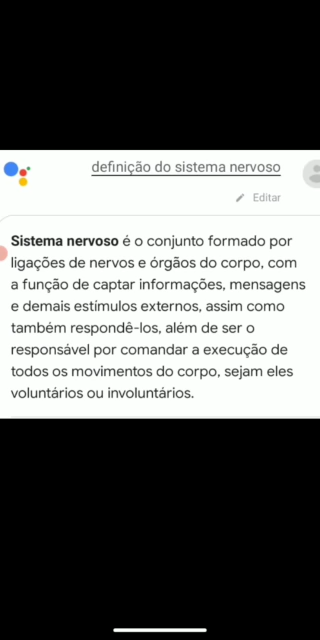 definição do sistema nervoso
Editar
Sistema nervoso é o conjunto formado por
ligações de nervos e órgãos do corpo, com
a função de captar informações, mensagens
e demais estímulos externos, assim como
também respondê-los, além de ser o
responsável por comandar a execução de
todos os movimentos do corpo, sejam eles
voluntários ou involuntários.